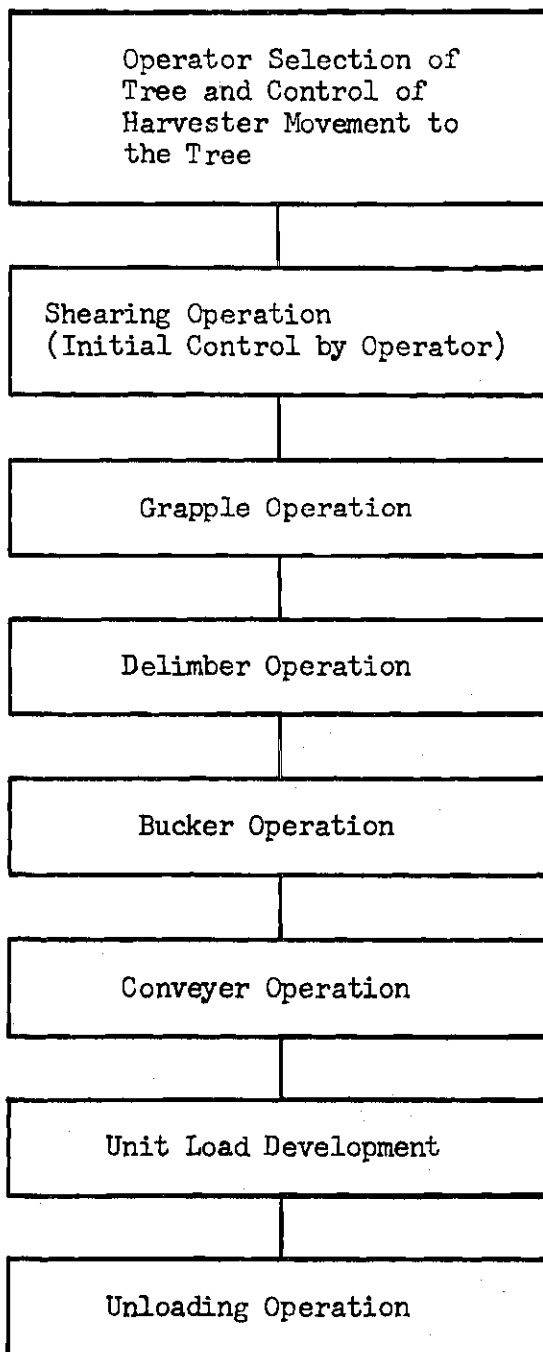 Operator Selection of
Tree and Control of
Harvester Movement to
the Tree
Shearing Operation
(Initial Control by Operator)
Grapple Operation
Delimber Operation
Bucker Operation
Conveyer Operation
Unit Load Development
Unloading Operation